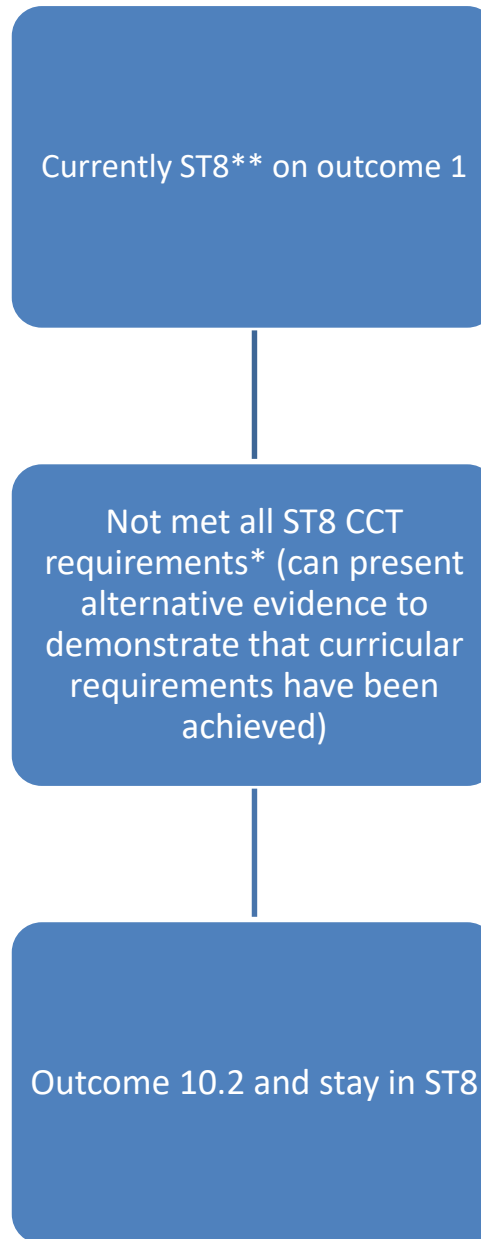 Currently ST8** on outcome 1
Not met all ST8 CCT
requirements* (can present
alternative evidence to
demonstrate that curricular
requirements have been
achieved)
Outcome 10.2 and stay in ST8